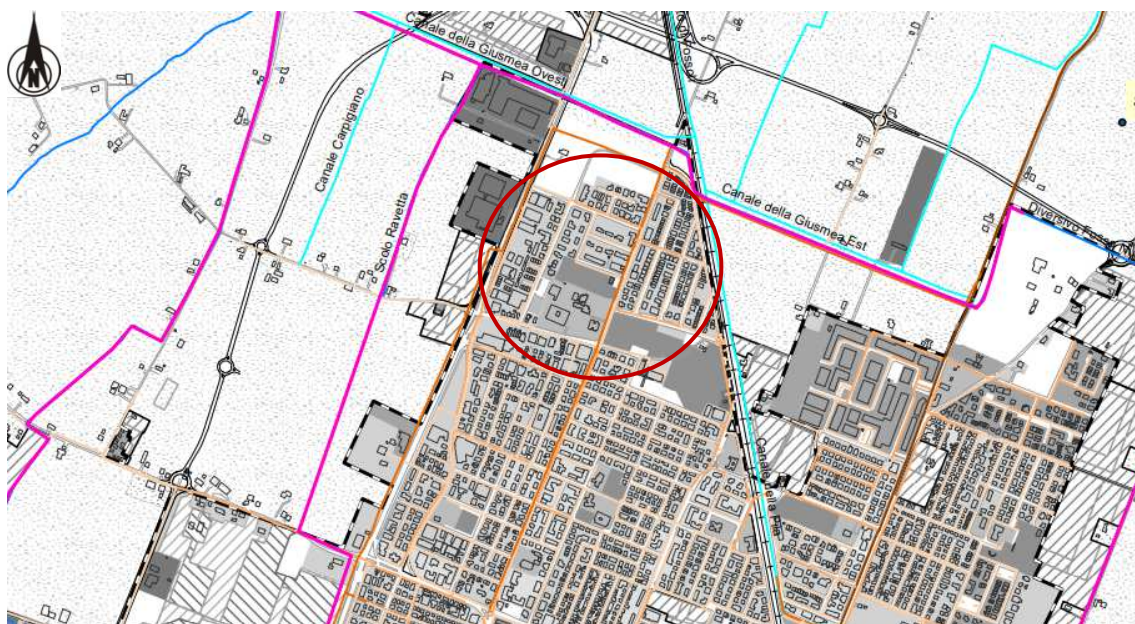 Canale della Giusmea Ovest
Canale Carpigiano
Scolo Ravetta
Canale della Giusmea Est
Diversivo
N